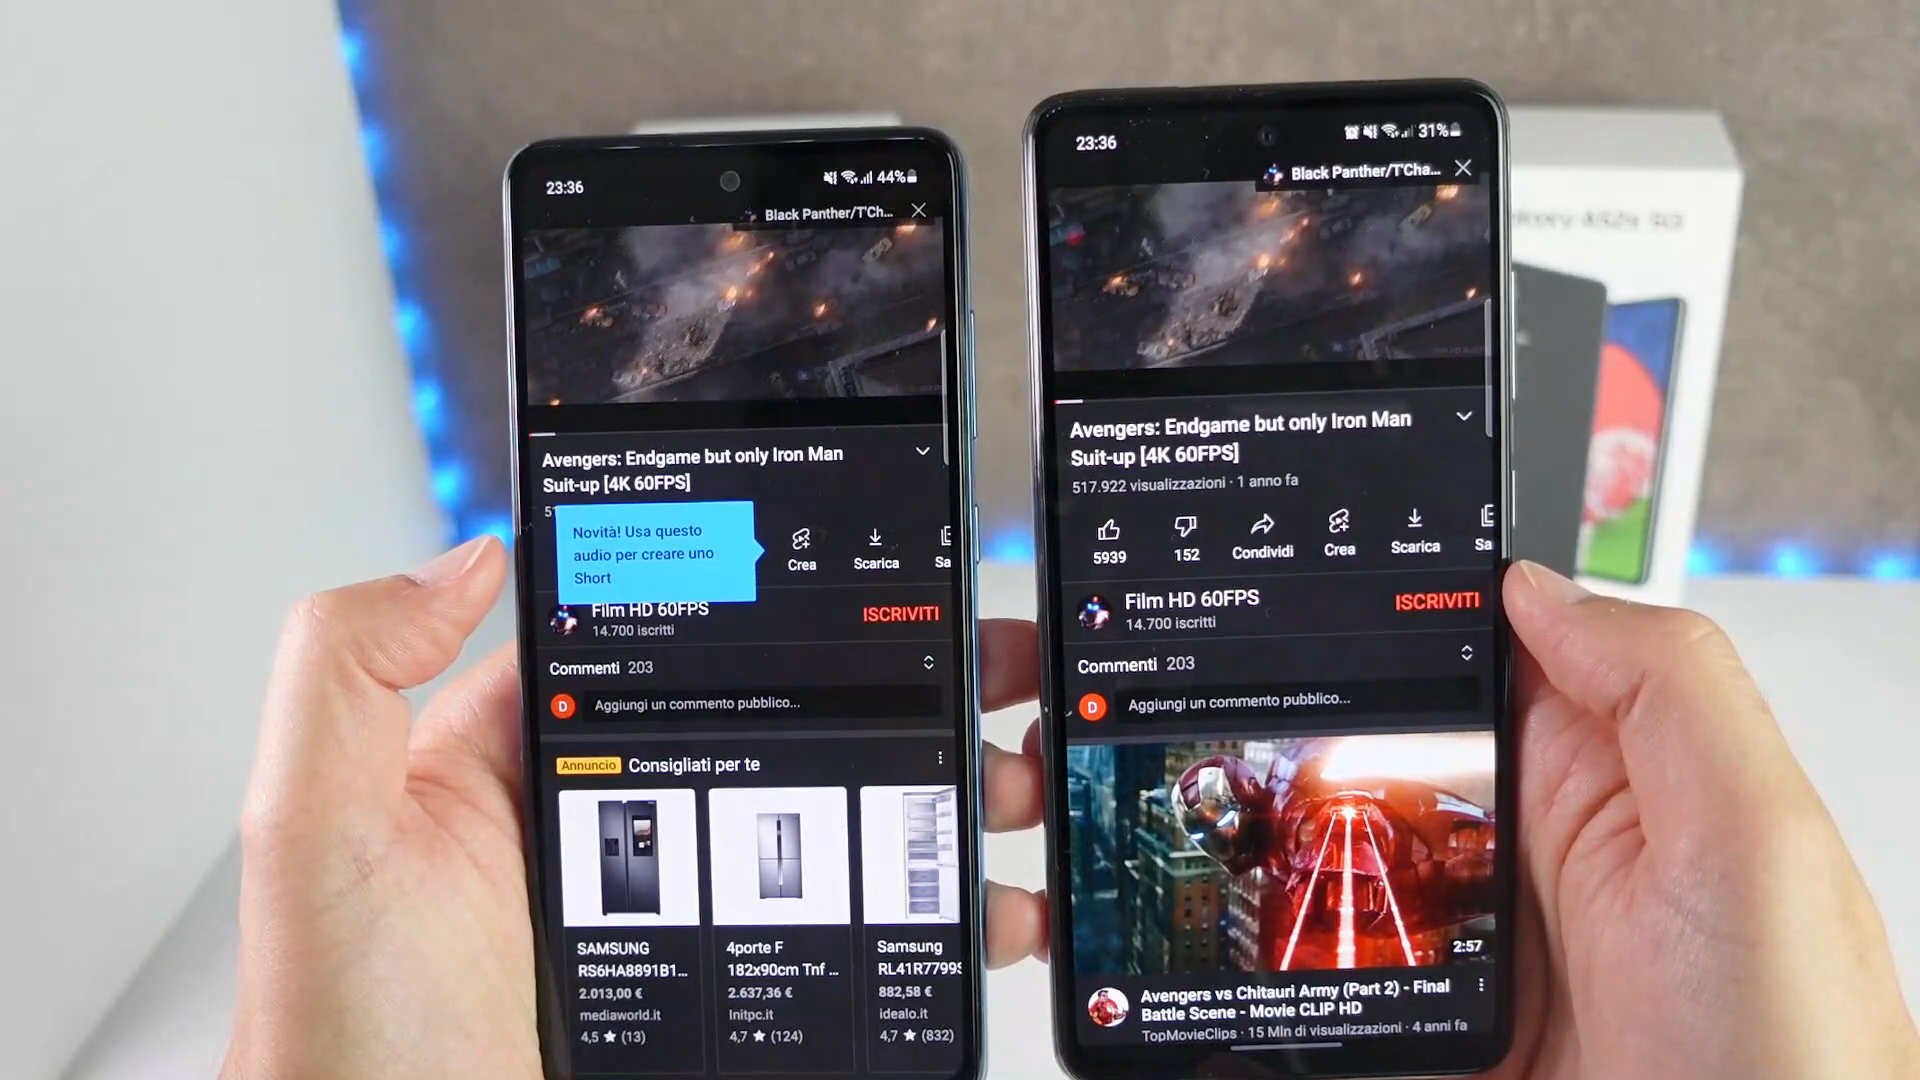 23:36
44%
Black Panther/T'Ch...
Avengers: Endgame but only Iron Man
Suit-up [4K 60FPS]
51
Novità! Usa questo
audio per creare uno
Short
Crea
Scarica
Sa
Film HD 60FPS
14.700 iscritti
ISCRIVITI
Commenti 203
D
Aggiungi un commento pubblico...
Annuncio
Consigliati per te
SAMSUNG
RS6HA8891B1...
2.013,00 €
mediaworld.it
4,5 ★ (13)
4porte F
182x90cm Tnf ...
2.637,36 €
Initpc.it
4,7 ★ (124)
Samsung
RL41R7799S
882,58 €
idealo.it
4,7 ★ (832)
23:36
31%
Black Panther/T'Cha...
Avengers: Endgame but only Iron Man
Suit-up [4K 60FPS]
517.922 visualizzazioni · 1 anno fa
5939
152
Condividi
Crea
Scarica
Sa
Film HD 60FPS
14.700 iscritti
ISCRIVITI
Commenti 203
D
Aggiungi un commento pubblico...
2:57
Avengers vs Chitauri Army (Part 2) - Final
Battle Scene - Movie CLIP HD
TopMovieClips · 15 Mln di visualizzazioni · 4 anni fa
A52s 5G